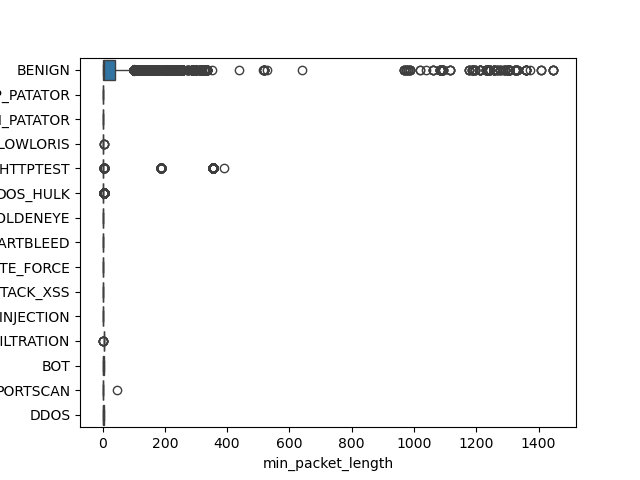 BENIGN
P_PATATOR
_PATATOR
LOWLORIS
HTTPTEST
DOS_HULK
OLDENEYE
ARTBLEED
TE_FORCE
TACK_XSS
INJECTION
ILTRATION
BOT
PORTSCAN
DDOS
0 200 400 600 800 1000 1200 1400
min_packet_length